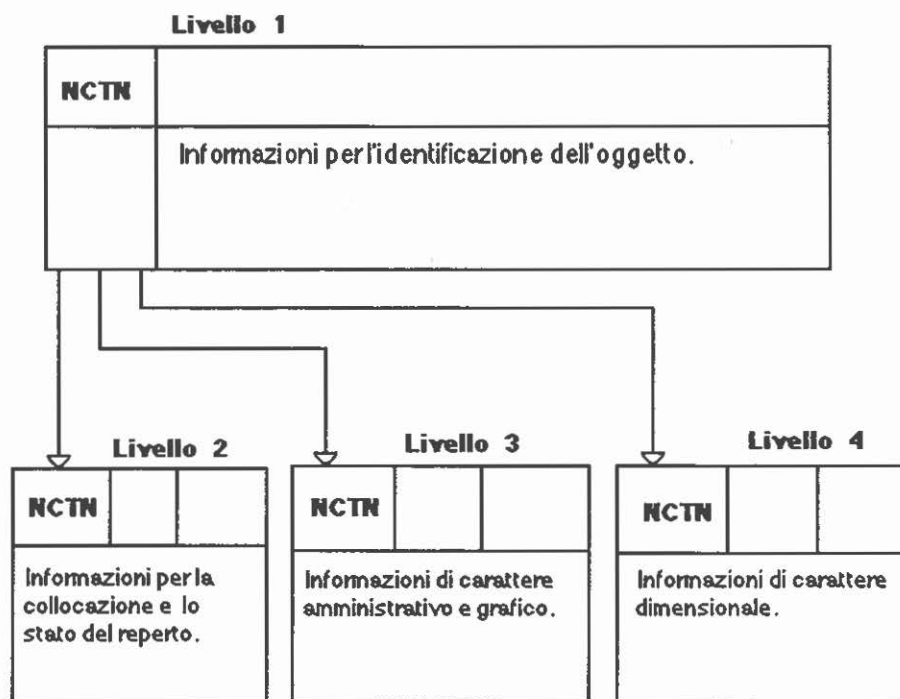 Livello 1
NCTN
Informazioni per l'identificazione dell'oggetto.
Livello 2
NCTN
Informazioni per la
collocazione e lo
stato del reperto.
Livello 3
NCTN
Informazioni di carattere
amministrativo e grafico.
Livello 4
NCTN
Informazioni di carattere
dimensionale.